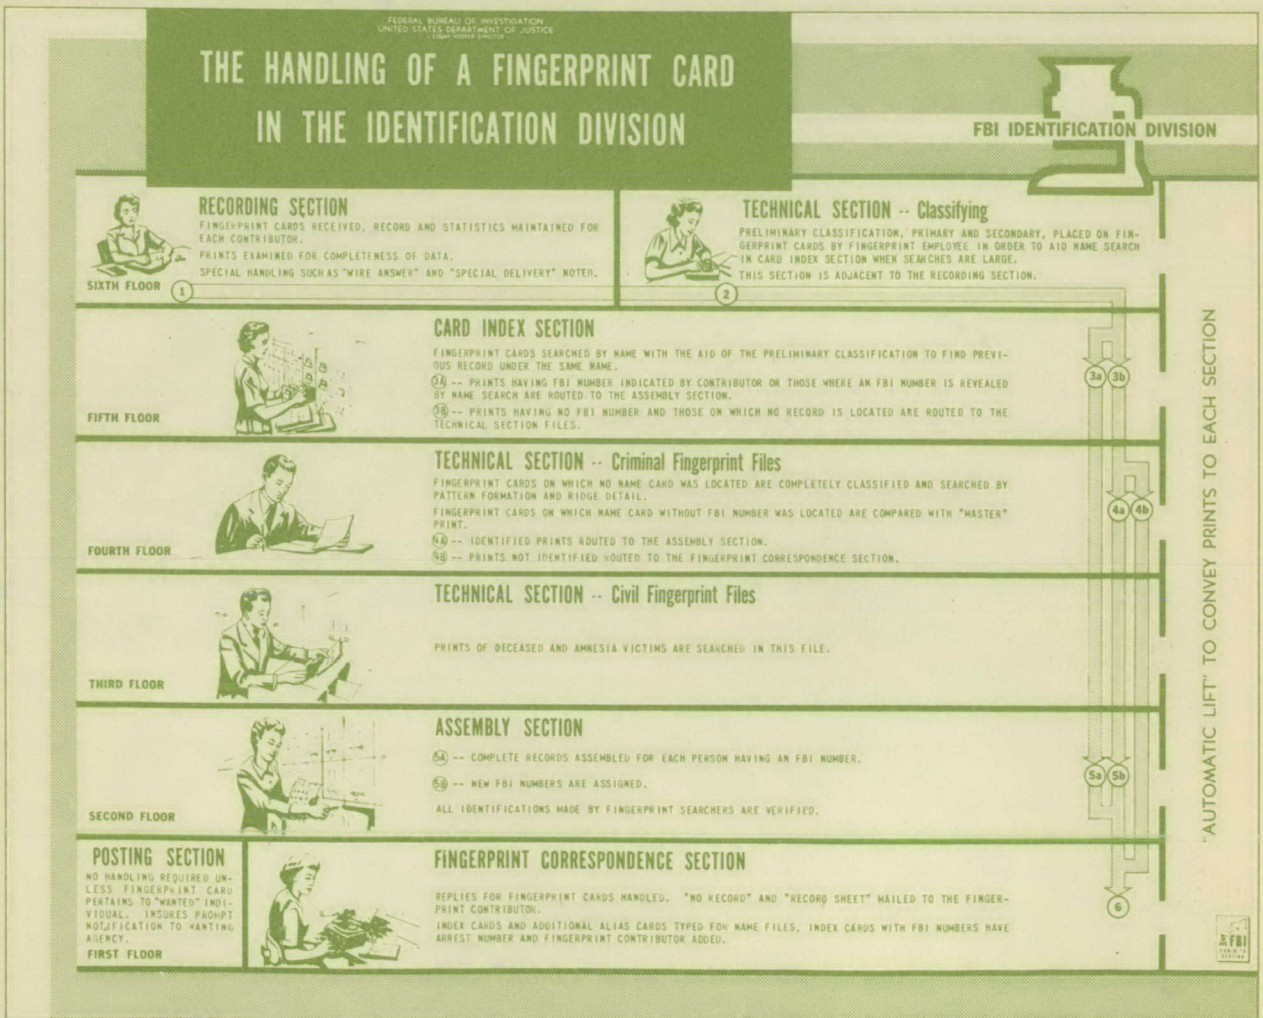 FEDERAL BUREAU OF INVESTIGATION
UNITED STATES DEPARTMENT OF JUSTICE
J. EDGAR HOOVER DIRECTOR
THE HANDLING OF A FINGERPRINT CARD
IN THE IDENTIFICATION DIVISION
FBI IDENTIFICATION DIVISION
RECORDING SECTION
FINGERPRINT CARDS RECEIVED, RECORD AND STATISTICS MAINTAINED FOR
EACH CONTRIBUTOR.
PRINTS EXAMINED FOR COMPLETENESS OF DATA.
SPECIAL HANDLING SUCH AS "WIRE ANSWER" AND "SPECIAL DELIVERY" NOTED.
SIXTH FLOOR
1
TECHNICAL SECTION -- Classifying
PRELIMINARY CLASSIFICATION, PRIMARY AND SECONDARY, PLACED ON FIN-
GERPRINT CARDS BY FINGERPRINT EMPLOYEE IN ORDER TO AID NAME SEARCH
IN CARD INDEX SECTION WHEN SEARCHES ARE LARGE.
THIS SECTION IS ADJACENT TO THE RECORDING SECTION.
2
CARD INDEX SECTION
FINGERPRINT CARDS SEARCHED BY NAME WITH THE AID OF THE PRELIMINARY CLASSIFICATION TO FIND PREVI-
OUS RECORD UNDER THE SAME NAME.
3A -- PRINTS HAVING FBI NUMBER INDICATED BY CONTRIBUTOR OR THOSE WHERE AN FBI NUMBER IS REVEALED
BY NAME SEARCH ARE ROUTED TO THE ASSEMBLY SECTION.
3B -- PRINTS HAVING NO FBI NUMBER AND THOSE ON WHICH NO RECORD IS LOCATED ARE ROUTED TO THE
TECHNICAL SECTION FILES.
FIFTH FLOOR
3a 3b
TECHNICAL SECTION -- Criminal Fingerprint Files
FINGERPRINT CARDS ON WHICH NO NAME CARD WAS LOCATED ARE COMPLETELY CLASSIFIED AND SEARCHED BY
PATTERN FORMATION AND RIDGE DETAIL.
FINGERPRINT CARDS ON WHICH NAME CARD WITHOUT FBI NUMBER WAS LOCATED ARE COMPARED WITH "MASTER"
PRINT.
4A -- IDENTIFIED PRINTS ROUTED TO THE ASSEMBLY SECTION.
4B -- PRINTS NOT IDENTIFIED ROUTED TO THE FINGERPRINT CORRESPONDENCE SECTION.
FOURTH FLOOR
4a 4b
TECHNICAL SECTION -- Civil Fingerprint Files
PRINTS OF DECEASED AND AMNESIA VICTIMS ARE SEARCHED IN THIS FILE.
THIRD FLOOR
ASSEMBLY SECTION
5A -- COMPLETE RECORDS ASSEMBLED FOR EACH PERSON HAVING AN FBI NUMBER.
5B -- NEW FBI NUMBERS ARE ASSIGNED.
ALL IDENTIFICATIONS MADE BY FINGERPRINT SEARCHERS ARE VERIFIED.
SECOND FLOOR
5a 5b
POSTING SECTION
NO HANDLING REQUIRED UN-
LESS FINGERPRINT CARD
PERTAINS TO "WANTED" INDI-
VIDUAL. INSURES PROMPT
NOTIFICATION TO WANTING
AGENCY.
FIRST FLOOR
FINGERPRINT CORRESPONDENCE SECTION
REPLIES FOR FINGERPRINT CARDS HANDLED. "NO RECORD" AND "RECORD SHEET" MAILED TO THE FINGER-
PRINT CONTRIBUTOR.
INDEX CARDS AND ADDITIONAL ALIAS CARDS TYPED FOR NAME FILES, INDEX CARDS WITH FBI NUMBERS HAVE
ARREST NUMBER AND FINGERPRINT CONTRIBUTOR ADDED.
6
"AUTOMATIC LIFT" TO CONVEY PRINTS TO EACH SECTION
FBI
SECTION